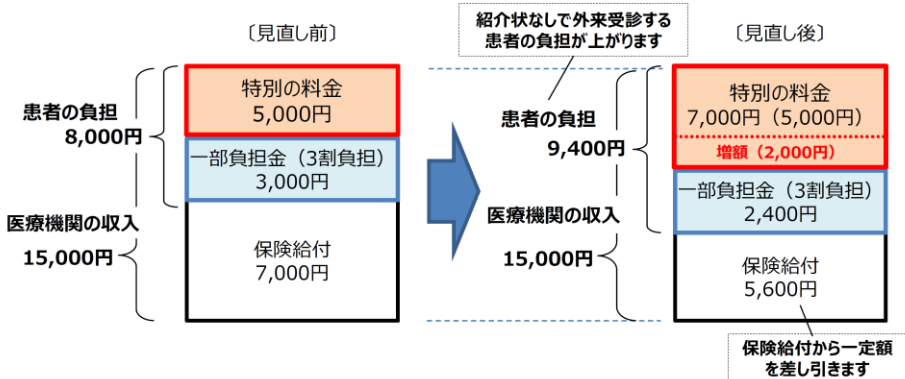 〔見直し前〕
特別の料金
5,000円
患者の負担
8,000円
一部負担金（3割負担）
3,000円
医療機関の収入
15,000円
保険給付
7,000円
紹介状なしで外来受診する
患者の負担が上がります
〔見直し後〕
特別の料金
7,000円（5,000円）
増額（2,000円）
患者の負担
9,400円
一部負担金（3割負担）
2,400円
医療機関の収入
15,000円
保険給付
5,600円
保険給付から一定額
を差し引きます